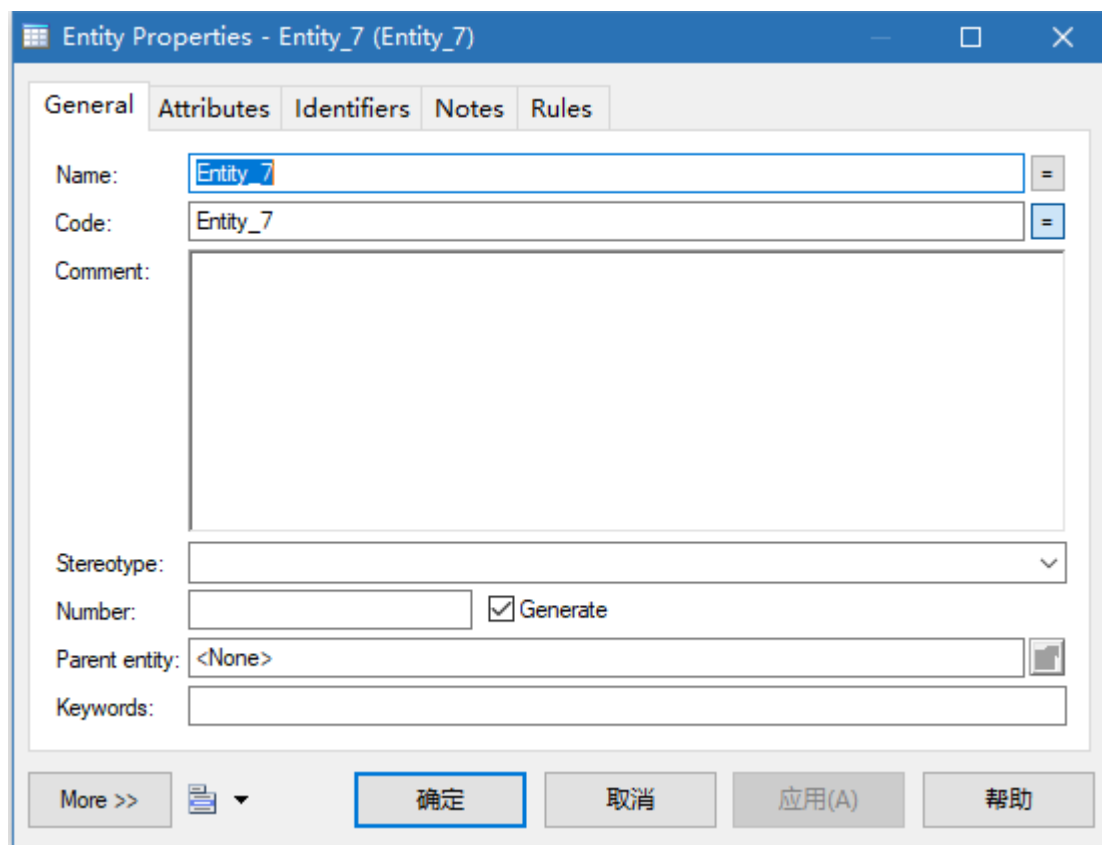 Entity Properties - Entity_7 (Entity_7)
General Attributes Identifiers Notes Rules
Name: Entity_7 =
Code: Entity_7 =
Comment:
Stereotype:
Number: Generate
Parent entity: <None>
Keywords:
More >> 确定 取消 应用(A) 帮助